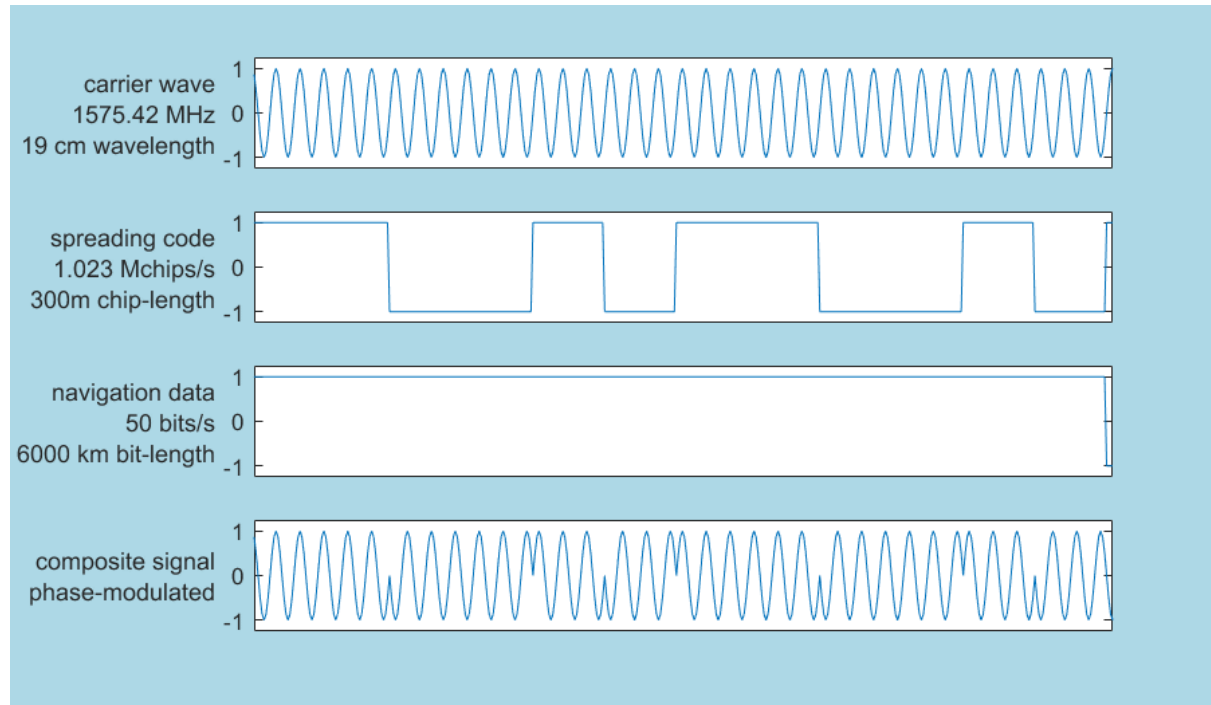 carrier wave
1575.42 MHz
19 cm wavelength
1
0
-1
spreading code
1.023 Mchips/s
300m chip-length
1
0
-1
navigation data
50 bits/s
6000 km bit-length
1
0
-1
composite signal
phase-modulated
1
0
-1